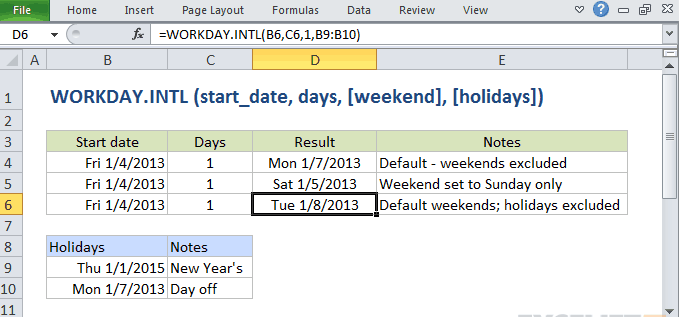 File Home Insert Page Layout Formulas Data Review View
D6 fx =WORKDAY.INTL(B6,C6,1,B9:B10)
A B C D E
1 WORKDAY.INTL (start_date, days, [weekend], [holidays])
2
3 Start date Days Result Notes
4 Fri 1/4/2013 1 Mon 1/7/2013 Default - weekends excluded
5 Fri 1/4/2013 1 Sat 1/5/2013 Weekend set to Sunday only
6 Fri 1/4/2013 1 Tue 1/8/2013 Default weekends; holidays excluded
7
8 Holidays Notes
9 Thu 1/1/2015 New Year's
10 Mon 1/7/2013 Day off
11